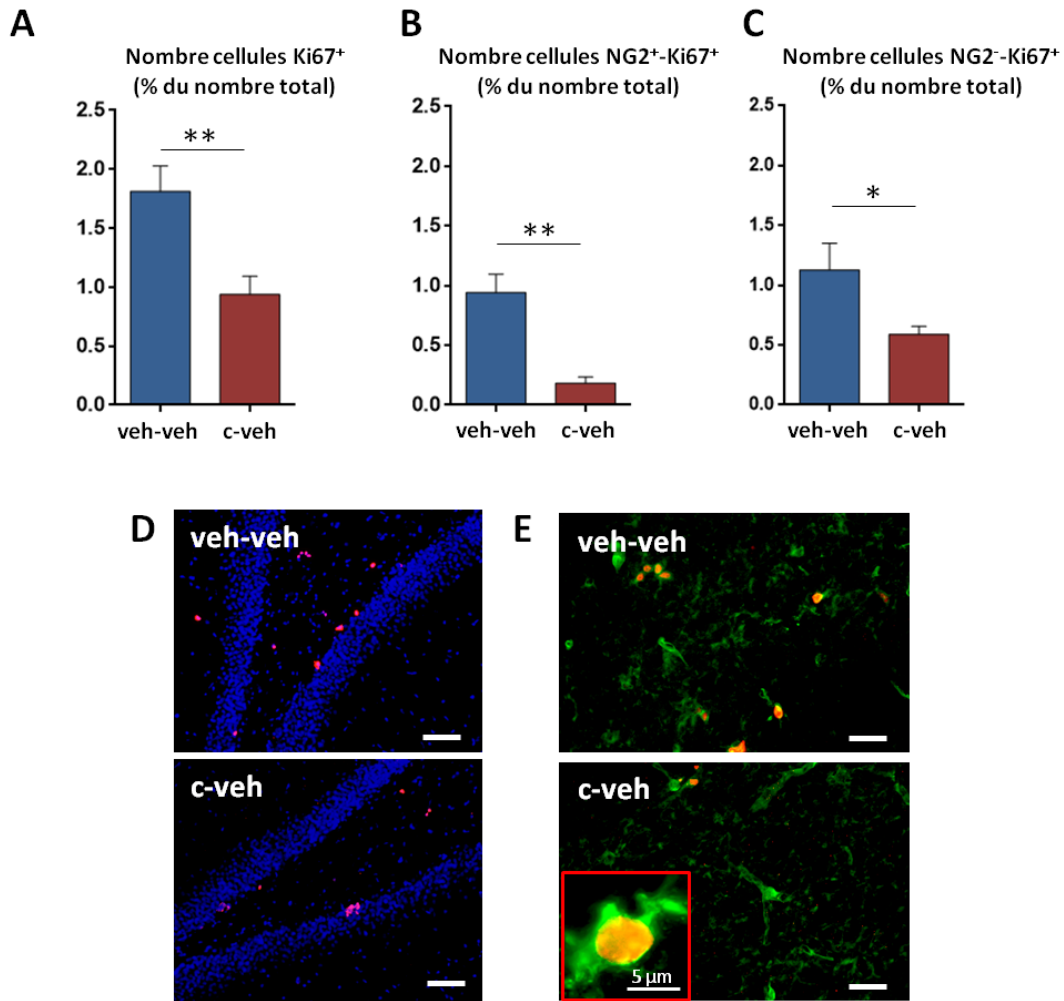 A
Nombre cellules Ki67⁺
(% du nombre total)
2.5
2.0
1.5
1.0
0.5
0.0
**
veh-veh
c-veh
B
Nombre cellules NG2⁺-Ki67⁺
(% du nombre total)
2.5
2.0
1.5
1.0
0.5
0.0
**
veh-veh
c-veh
C
Nombre cellules NG2⁻-Ki67⁺
(% du nombre total)
2.5
2.0
1.5
1.0
0.5
0.0
*
veh-veh
c-veh
D
veh-veh
c-veh
E
veh-veh
c-veh
5 µm